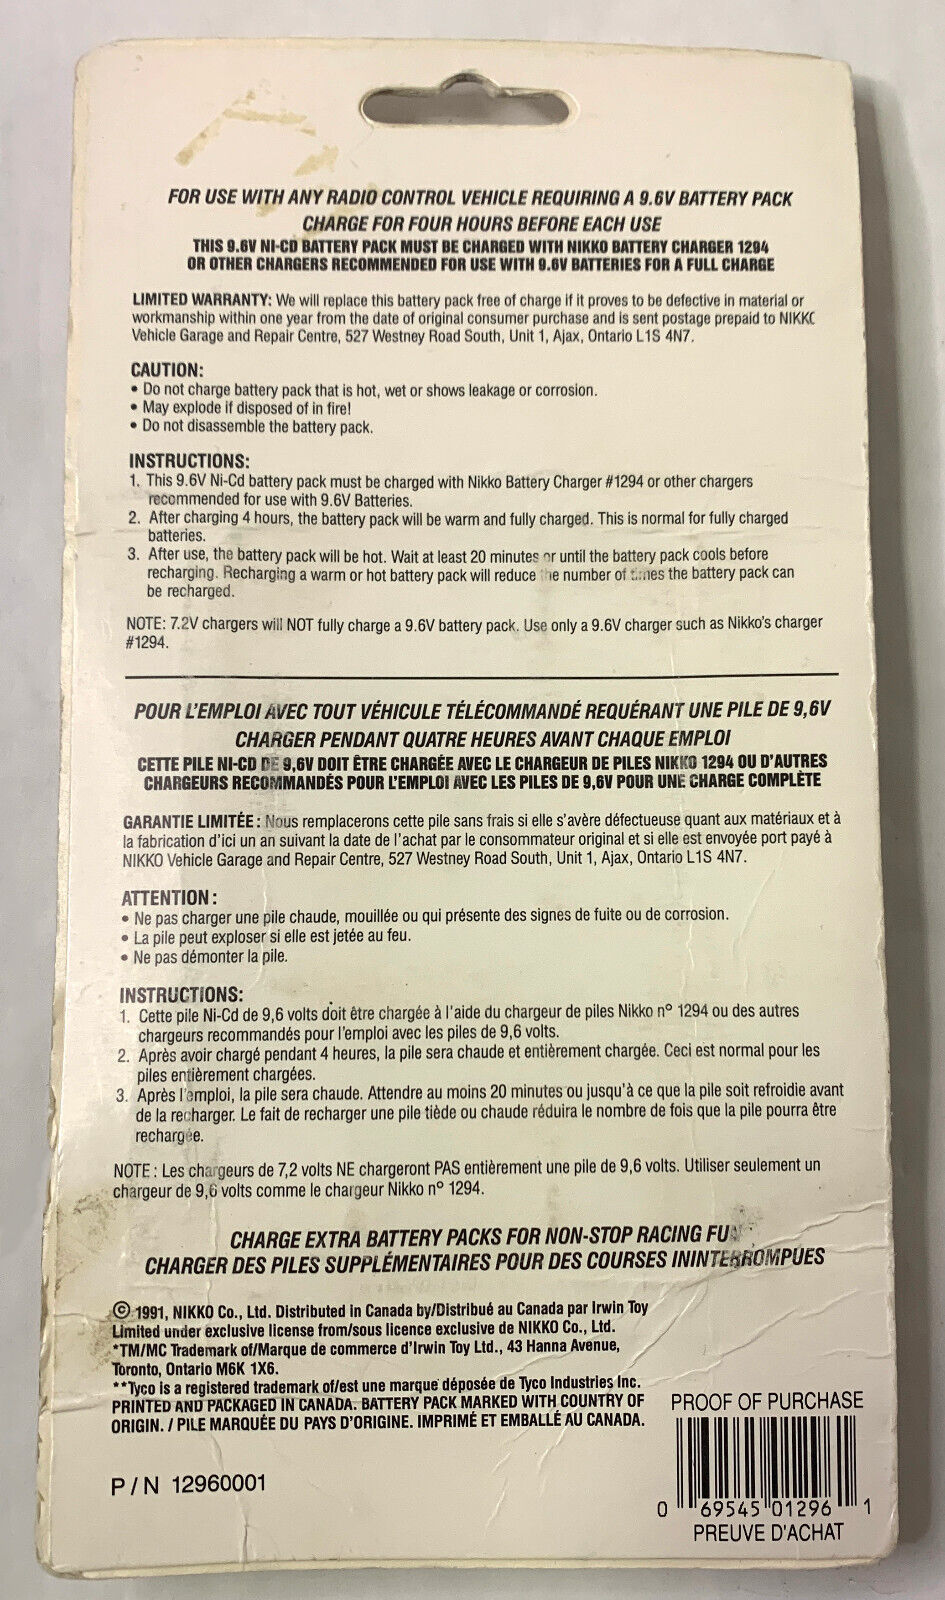 FOR USE WITH ANY RADIO CONTROL VEHICLE REQUIRING A 9.6V BATTERY PACK
CHARGE FOR FOUR HOURS BEFORE EACH USE
THIS 9.6V NI-CD BATTERY PACK MUST BE CHARGED WITH NIKKO BATTERY CHARGER 1294
OR OTHER CHARGERS RECOMMENDED FOR USE WITH 9.6V BATTERIES FOR A FULL CHARGE
LIMITED WARRANTY: We will replace this battery pack free of charge if it proves to be defective in material or
workmanship within one year from the date of original consumer purchase and is sent postage prepaid to NIKKO
Vehicle Garage and Repair Centre, 527 Westney Road South, Unit 1, Ajax, Ontario L1S 4N7.
CAUTION:
• Do not charge battery pack that is hot, wet or shows leakage or corrosion.
• May explode if disposed of in fire!
• Do not disassemble the battery pack.
INSTRUCTIONS:
1. This 9.6V Ni-Cd battery pack must be charged with Nikko Battery Charger #1294 or other chargers
recommended for use with 9.6V Batteries.
2. After charging 4 hours, the battery pack will be warm and fully charged. This is normal for fully charged
batteries.
3. After use, the battery pack will be hot. Wait at least 20 minutes or until the battery pack cools before
recharging. Recharging a warm or hot battery pack will reduce the number of times the battery pack can
be recharged.
NOTE: 7.2V chargers will NOT fully charge a 9.6V battery pack. Use only a 9.6V charger such as Nikko's charger
#1294.
POUR L'EMPLOI AVEC TOUT VÉHICULE TÉLÉCOMMANDÉ REQUÉRANT UNE PILE DE 9,6V
CHARGER PENDANT QUATRE HEURES AVANT CHAQUE EMPLOI
CETTE PILE NI-CD DE 9,6V DOIT ÊTRE CHARGÉE AVEC LE CHARGEUR DE PILES NIKKO 1294 OU D'AUTRES
CHARGEURS RECOMMANDÉS POUR L'EMPLOI AVEC LES PILES DE 9,6V POUR UNE CHARGE COMPLÈTE
GARANTIE LIMITÉE : Nous remplacerons cette pile sans frais si elle s'avère défectueuse quant aux matériaux et à
la fabrication d'ici un an suivant la date de l'achat par le consommateur original et si elle est envoyée port payé à
NIKKO Vehicle Garage and Repair Centre, 527 Westney Road South, Unit 1, Ajax, Ontario L1S 4N7.
ATTENTION :
• Ne pas charger une pile chaude, mouillée ou qui présente des signes de fuite ou de corrosion.
• La pile peut exploser si elle est jetée au feu.
• Ne pas démonter la pile.
INSTRUCTIONS:
1. Cette pile Ni-Cd de 9,6 volts doit être chargée à l'aide du chargeur de piles Nikko nº 1294 ou des autres
chargeurs recommandés pour l'emploi avec les piles de 9,6 volts.
2. Après avoir chargé pendant 4 heures, la pile sera chaude et entièrement chargée. Ceci est normal pour les
piles entièrement chargées.
3. Après l'emploi, la pile sera chaude. Attendre au moins 20 minutes ou jusqu'à ce que la pile soit refroidie avant
de la recharger. Le fait de recharger une pile tiède ou chaude réduira le nombre de fois que la pile pourra être
rechargée.
NOTE : Les chargeurs de 7,2 volts NE chargeront PAS entièrement une pile de 9,6 volts. Utiliser seulement un
chargeur de 9,6 volts comme le chargeur Nikko nº 1294.
CHARGE EXTRA BATTERY PACKS FOR NON-STOP RACING FUN
CHARGER DES PILES SUPPLÉMENTAIRES POUR DES COURSES ININTERROMPUES
© 1991, NIKKO Co., Ltd. Distributed in Canada by/Distribué au Canada par Irwin Toy
Limited under exclusive license from/sous licence exclusive de NIKKO Co., Ltd.
*TM/MC Trademark of/Marque de commerce d'Irwin Toy Ltd., 43 Hanna Avenue,
Toronto, Ontario M6K 1X6.
**Tyco is a registered trademark of/est une marque déposée de Tyco Industries Inc.
PRINTED AND PACKAGED IN CANADA. BATTERY PACK MARKED WITH COUNTRY OF
ORIGIN. / PILE MARQUÉE DU PAYS D'ORIGINE. IMPRIMÉ ET EMBALLÉ AU CANADA.
P / N 12960001
PROOF OF PURCHASE
0 69545 01296 1
PREUVE D'ACHAT